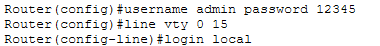 Router(config)#username admin password 12345
Router(config)#line vty 0 15
Router(config-line)#login local